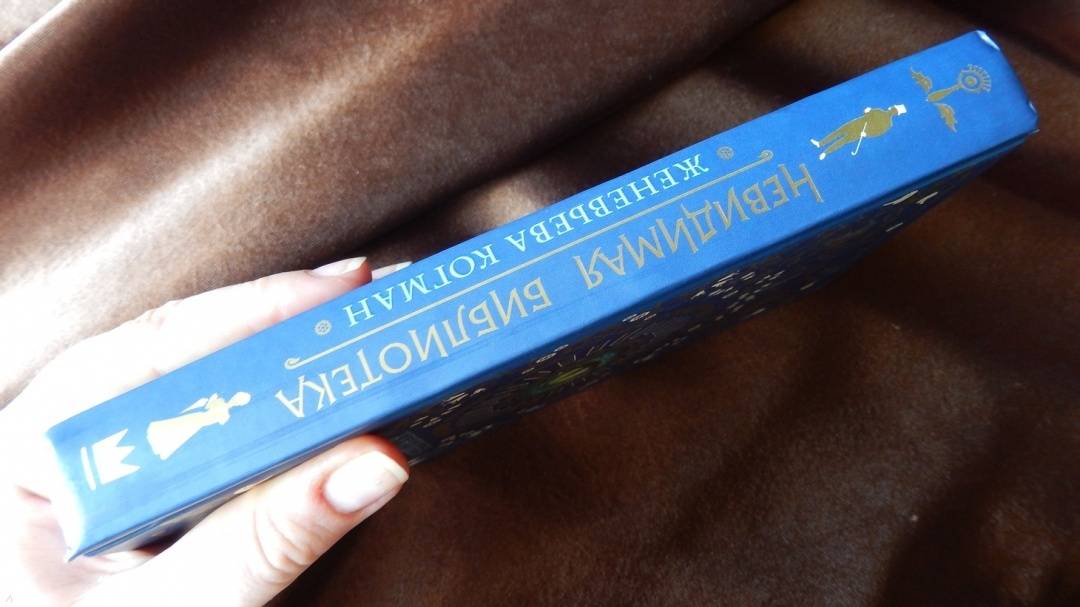 Женевьева Когман
Невидимая библиотека